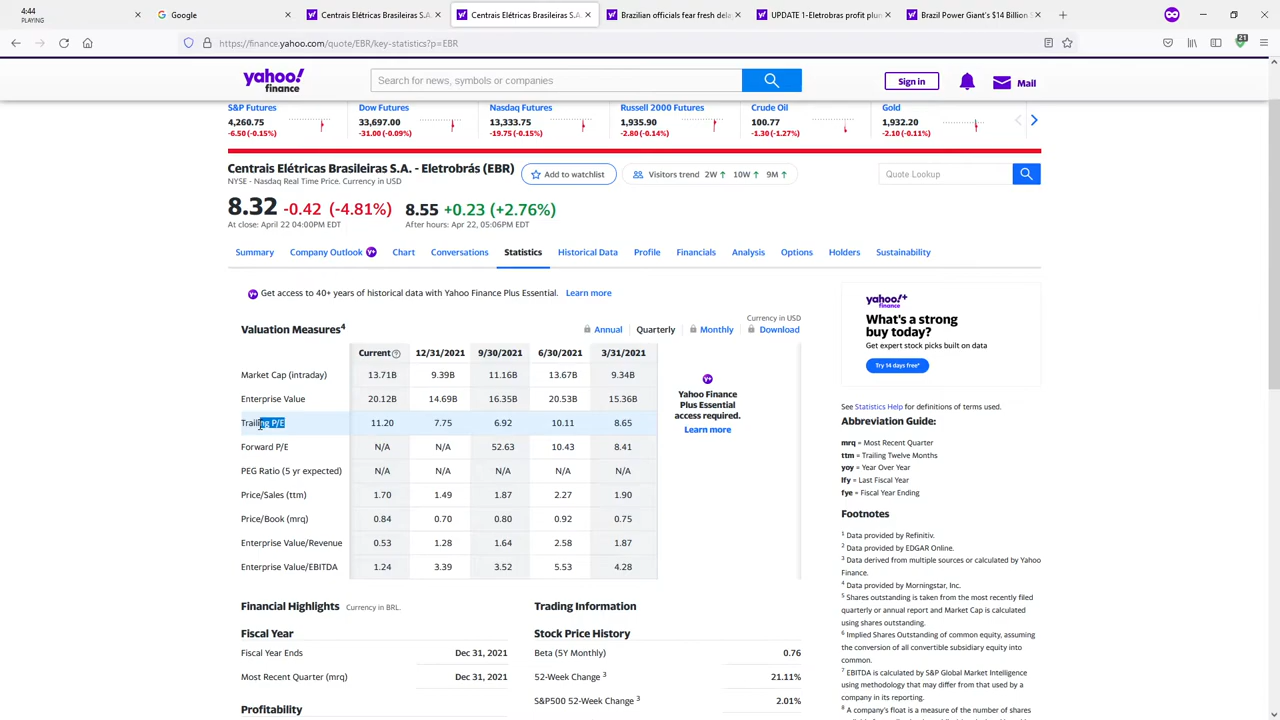 4:44
PLAYING
Google
Centrais Elétricas Brasileiras S.A.
Centrais Elétricas Brasileiras S.A.
Brazilian officials fear fresh delay
UPDATE 1-Eletrobras profit plun
Brazil Power Giant's $14 Billion S
https://finance.yahoo.com/quote/EBR/key-statistics?p=EBR
21
yahoo!
finance
Search for news, symbols or companies
Sign in
Mail
S&P Futures
4,260.75
-6.50 (-0.15%)
Dow Futures
33,697.00
-31.00 (-0.09%)
Nasdaq Futures
13,333.75
-19.75 (-0.15%)
Russell 2000 Futures
1,935.90
-2.80 (-0.14%)
Crude Oil
100.77
-1.30 (-1.27%)
Gold
1,932.20
-2.10 (-0.11%)
Centrais Elétricas Brasileiras S.A. - Eletrobrás (EBR)
NYSE - Nasdaq Real Time Price. Currency in USD
Add to watchlist
Visitors trend 2W ↑ 10W ↑ 9M ↑
Quote Lookup
8.32 -0.42 (-4.81%)
At close: April 22 04:00PM EDT
8.55 +0.23 (+2.76%)
After hours: Apr 22, 05:06PM EDT
Summary Company Outlook Y+ Chart Conversations Statistics Historical Data Profile Financials Analysis Options Holders Sustainability
Y+ Get access to 40+ years of historical data with Yahoo Finance Plus Essential. Learn more
Currency in USD
Valuation Measures4
Annual Quarterly Monthly Download
Current ? 12/31/2021 9/30/2021 6/30/2021 3/31/2021
Market Cap (intraday) 13.71B 9.39B 11.16B 13.67B 9.34B
Enterprise Value 20.12B 14.69B 16.35B 20.53B 15.36B
Trailing P/E 11.20 7.75 6.92 10.11 8.65
Forward P/E N/A N/A 52.63 10.43 8.41
PEG Ratio (5 yr expected) N/A N/A N/A N/A N/A
Price/Sales (ttm) 1.70 1.49 1.87 2.27 1.90
Price/Book (mrq) 0.84 0.70 0.80 0.92 0.75
Enterprise Value/Revenue 0.53 1.28 1.64 2.58 1.87
Enterprise Value/EBITDA 1.24 3.39 3.52 5.53 4.28
Y+
Yahoo Finance
Plus Essential
access required.
Learn more
Financial Highlights Currency in BRL.
Fiscal Year
Fiscal Year Ends Dec 31, 2021
Most Recent Quarter (mrq) Dec 31, 2021
Profitability
Trading Information
Stock Price History
Beta (5Y Monthly) 0.76
52-Week Change 3 21.11%
S&P500 52-Week Change 3 2.01%
yahoo!+
finance
What's a strong
buy today?
Get expert stock picks built on data
Try 14 days free*
See Statistics Help for definitions of terms used.
Abbreviation Guide:
mrq = Most Recent Quarter
ttm = Trailing Twelve Months
yoy = Year Over Year
lfy = Last Fiscal Year
fye = Fiscal Year Ending
Footnotes
1 Data provided by Refinitiv.
2 Data provided by EDGAR Online.
3 Data derived from multiple sources or calculated by Yahoo
Finance.
4 Data provided by Morningstar, Inc.
5 Shares outstanding is taken from the most recently filed
quarterly or annual report and Market Cap is calculated
using shares outstanding.
6 Implied Shares Outstanding of common equity, assuming
the conversion of all convertible subsidiary equity into
common.
7 EBITDA is calculated by S&P Global Market Intelligence
using methodology that may differ from that used by a
company in its reporting.
8 A company's float is a measure of the number of shares